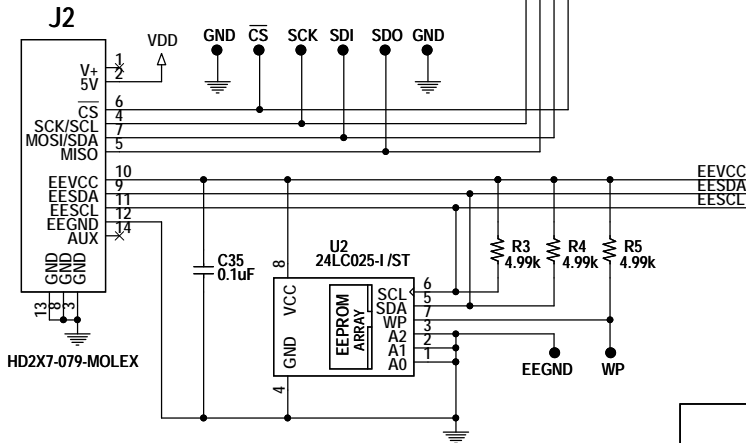 J2
VDD
GND CS SCK SDI SDO GND
V+ 1
5V 2
CS 6
SCK/SCL 4
MOSI/SDA 7
MISO 5
EEVCC 10
EESDA 9
EESCL 11
EEGND 12
AUX 14
GND GND GND
13 8 3
HD2X7-079-MOLEX
EEVCC
EESDA
EESCL
C35
0.1uF
U2
24LC025-I /ST
8
VCC
GND
4
EEPROM
ARRAY
SCL 6
SDA 5
WP 7
A2 3
A1 2
A0 1
R3
4.99k
R4
4.99k
R5
4.99k
EEGND
WP